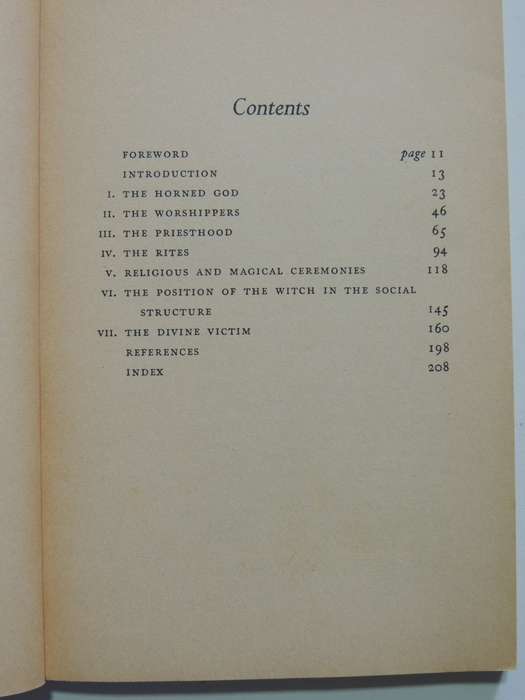 Contents
FOREWORD page 11
INTRODUCTION 13
I. THE HORNED GOD 23
II. THE WORSHIPPERS 46
III. THE PRIESTHOOD 65
IV. THE RITES 94
V. RELIGIOUS AND MAGICAL CEREMONIES 118
VI. THE POSITION OF THE WITCH IN THE SOCIAL
STRUCTURE 145
VII. THE DIVINE VICTIM 160
REFERENCES 198
INDEX 208